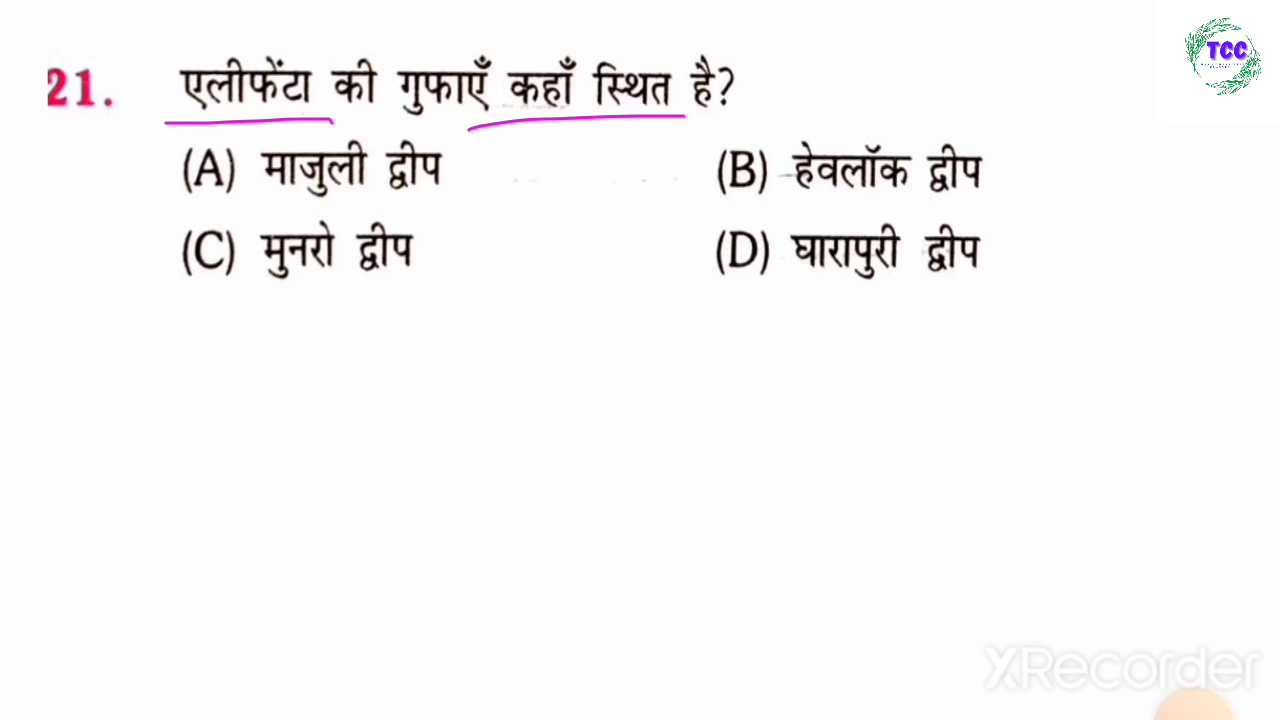 TCC
21. एलीफेंटा की गुफाएँ कहाँ स्थित है?
(A) माजुली द्वीप (B) हेवलॉक द्वीप
(C) मुनरो द्वीप (D) घारापुरी द्वीप
XRecorder